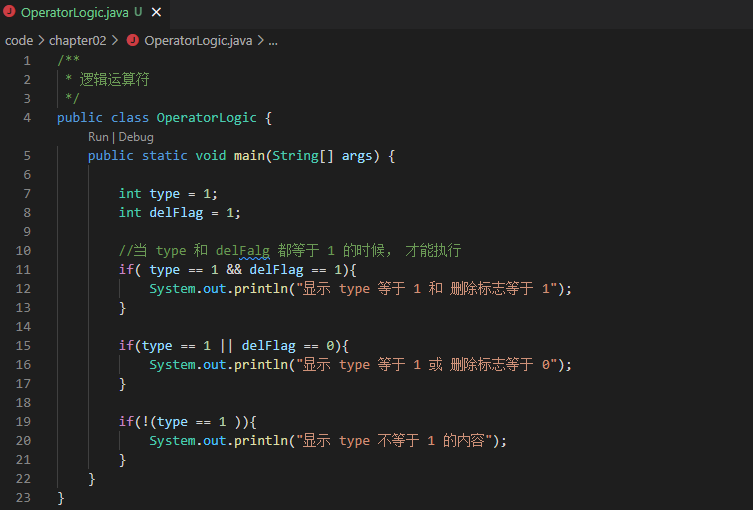 OperatorLogic.java U ×
code > chapter02 > OperatorLogic.java > ...
1 /**
2 * 逻辑运算符
3 */
4 public class OperatorLogic {
Run | Debug
5 public static void main(String[] args) {
6
7 int type = 1;
8 int delFlag = 1;
9
10 //当 type 和 delFalg 都等于 1 的时候, 才能执行
11 if( type == 1 && delFlag == 1){
12 System.out.println("显示 type 等于 1 和 删除标志等于 1");
13 }
14
15 if(type == 1 || delFlag == 0){
16 System.out.println("显示 type 等于 1 或 删除标志等于 0");
17 }
18
19 if(!(type == 1 )){
20 System.out.println("显示 type 不等于 1 的内容");
21 }
22 }
23 }